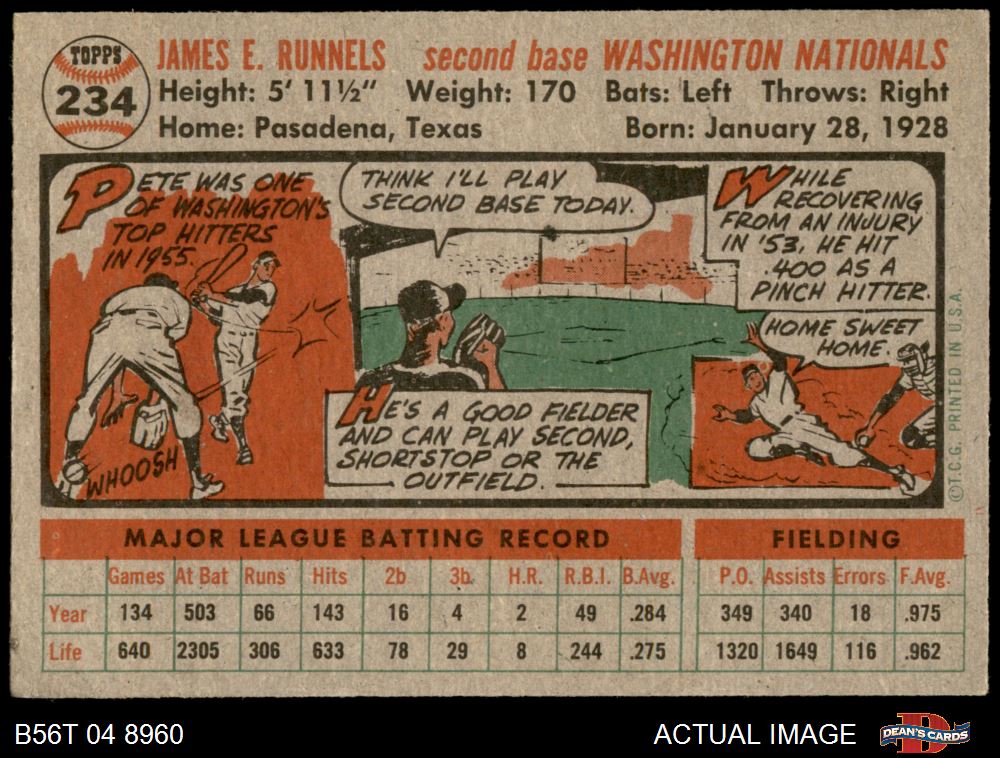 TOPPS
234
JAMES E. RUNNELS second base WASHINGTON NATIONALS
Height: 5' 11½" Weight: 170 Bats: Left Throws: Right
Home: Pasadena, Texas Born: January 28, 1928
PETE WAS ONE
OF WASHINGTON'S
TOP HITTERS
IN 1955.
WHOOSH
THINK I'LL PLAY
SECOND BASE TODAY.
HE'S A GOOD FIELDER
AND CAN PLAY SECOND,
SHORTSTOP OR THE
OUTFIELD.
WHILE
RECOVERING
FROM AN INJURY
IN '53, HE HIT
.400 AS A
PINCH HITTER.
HOME SWEET
HOME.
©T.C.G. PRINTED IN U.S.A.
MAJOR LEAGUE BATTING RECORD FIELDING
Games At Bat Runs Hits 2b 3b. H.R. R.B.I. B.Avg. P.O. Assists Errors F.Avg.
Year 134 503 66 143 16 4 2 49 .284 349 340 18 .975
Life 640 2305 306 633 78 29 8 244 .275 1320 1649 116 .962
B56T 04 8960 ACTUAL IMAGE DEAN'S CARDS